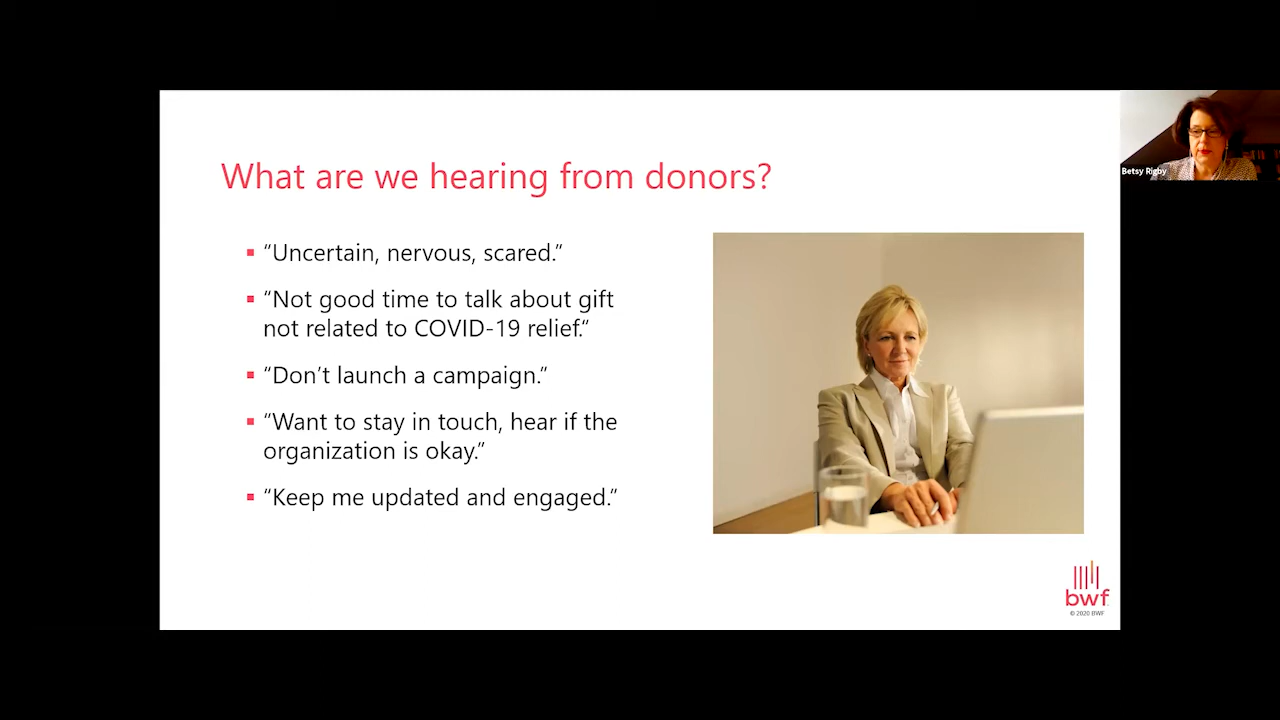 What are we hearing from donors?
“Uncertain, nervous, scared.”
“Not good time to talk about gift
not related to COVID-19 relief.”
“Don’t launch a campaign.”
“Want to stay in touch, hear if the
organization is okay.”
“Keep me updated and engaged.”
Betsy Rigby
bwf
© 2020 BWF